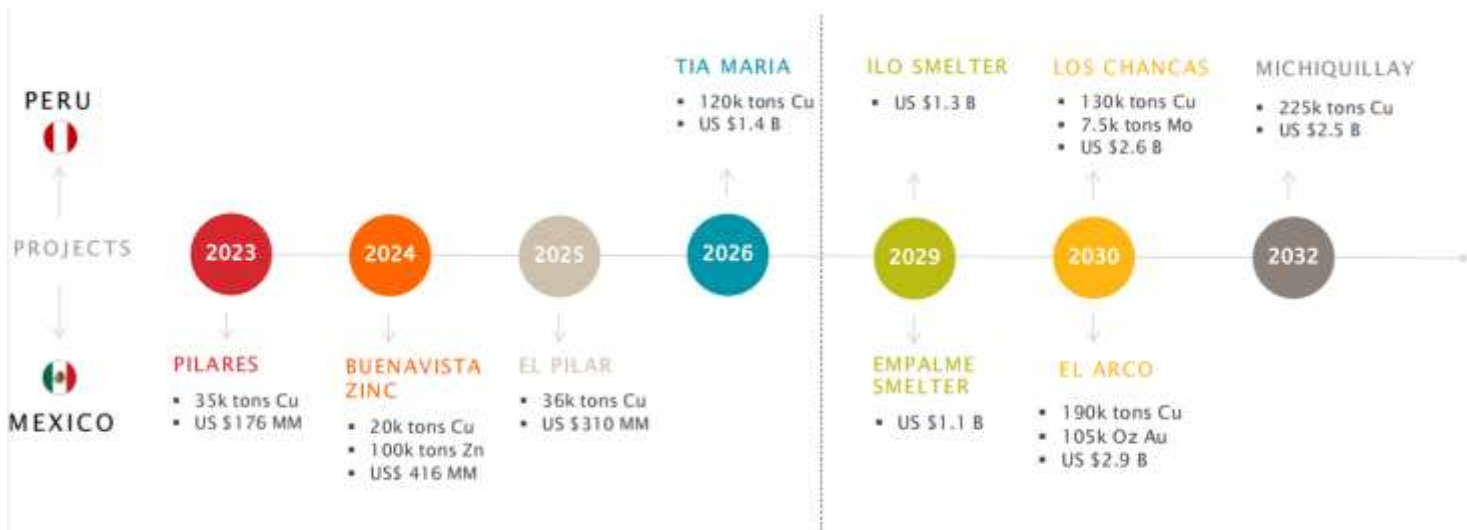 PERU
PROJECTS
MEXICO
TIA MARIA
▪ 120k tons Cu
▪ US $1.4 B
ILO SMELTER
▪ US $1.3 B
LOS CHANCAS
▪ 130k tons Cu
▪ 7.5k tons Mo
▪ US $2.6 B
MICHIQUILLAY
▪ 225k tons Cu
▪ US $2.5 B
2023
2024
2025
2026
2029
2030
2032
PILARES
▪ 35k tons Cu
▪ US $176 MM
BUENAVISTA
ZINC
▪ 20k tons Cu
▪ 100k tons Zn
▪ US$ 416 MM
EL PILAR
▪ 36k tons Cu
▪ US $310 MM
EMPALME
SMELTER
▪ US $1.1 B
EL ARCO
▪ 190k tons Cu
▪ 105k Oz Au
▪ US $2.9 B